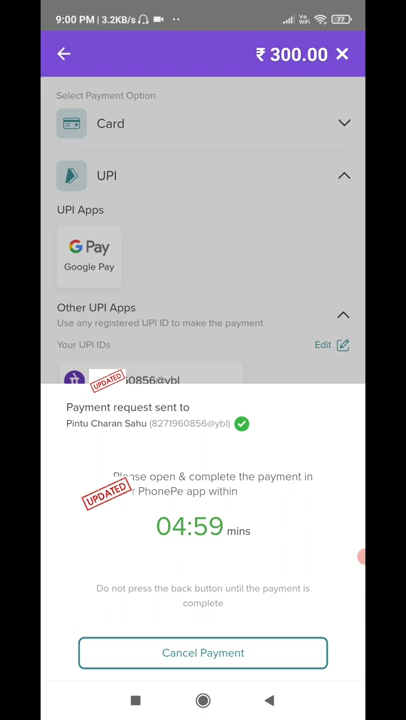 9:00 PM | 3.2KB/s
Vo
WiFi
77
₹ 300.00
Select Payment Option
Card
UPI
UPI Apps
G Pay
Google Pay
Other UPI Apps
Use any registered UPI ID to make the payment
Your UPI IDs
Edit
UPDATED
60856@ybl
Payment request sent to
Pintu Charan Sahu (8271960856@ybl)
Please open & complete the payment in
UPDATED
PhonePe app within
04:59 mins
Do not press the back button until the payment is
complete
Cancel Payment